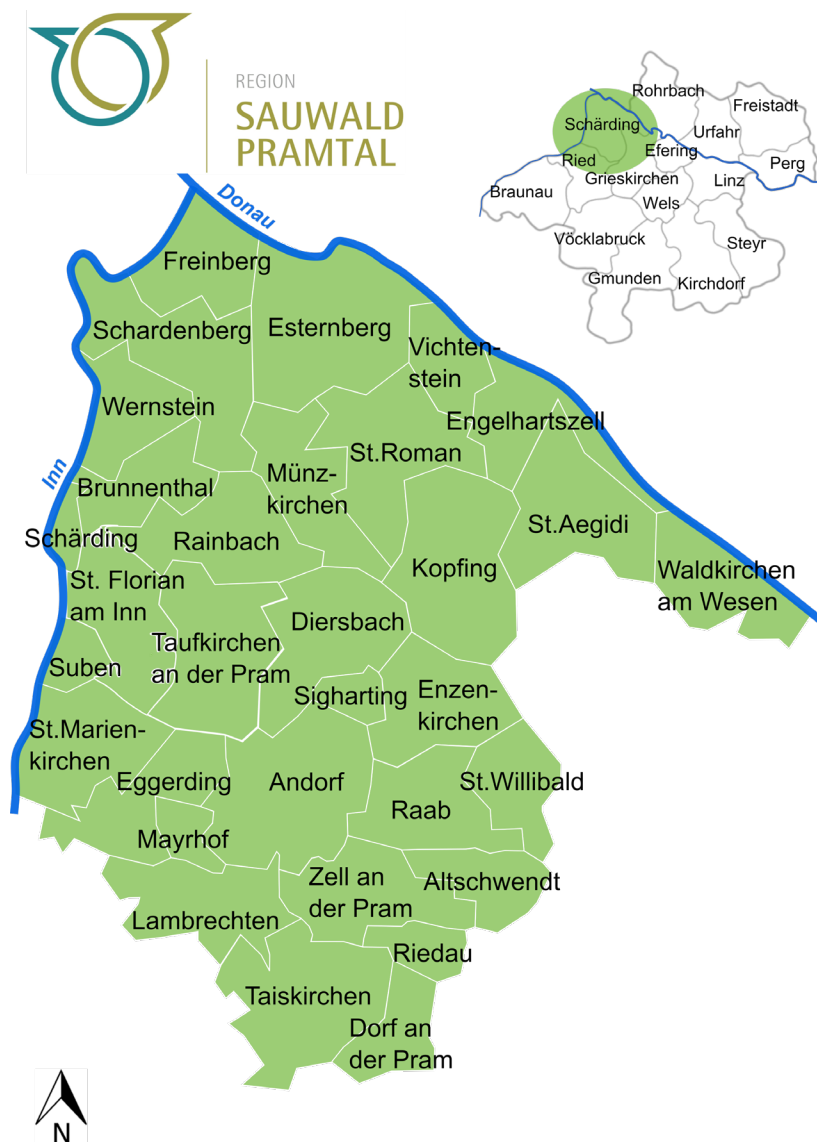 REGION
SAUWALD
PRAMTAL
Rohrbach
Freistadt
Schärding
Urfahr
Efering
Perg
Ried
Grieskirchen
Linz
Braunau
Wels
Vöcklabruck
Steyr
Gmunden
Kirchdorf
Donau
Freinberg
Schardenberg
Esternberg
Vichten-
stein
Wernstein
Engelhartszell
St.Roman
Inn
Münz-
kirchen
Brunnenthal
St.Aegidi
Schärding
Rainbach
Kopfing
Waldkirchen
am Wesen
St. Florian
am Inn
Diersbach
Taufkirchen
an der Pram
Suben
Sigharting
Enzen-
kirchen
St.Marien-
kirchen
Eggerding
Andorf
St.Willibald
Raab
Mayrhof
Zell an
der Pram
Altschwendt
Lambrechten
Riedau
Taiskirchen
Dorf an
der Pram
N